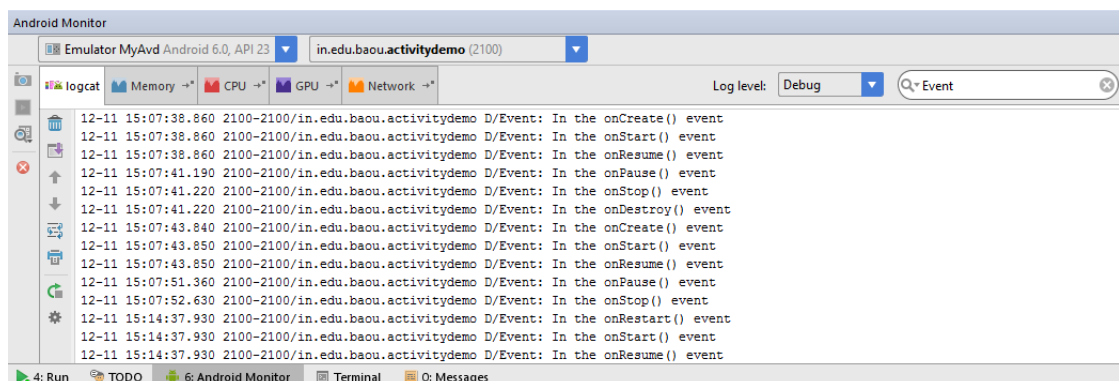 Android Monitor
Emulator MyAvd Android 6.0, API 23 in.edu.baou.activitydemo (2100)
logcat Memory CPU GPU Network Log level: Debug Event
12-11 15:07:38.860 2100-2100/in.edu.baou.activitydemo D/Event: In the onCreate() event
12-11 15:07:38.860 2100-2100/in.edu.baou.activitydemo D/Event: In the onStart() event
12-11 15:07:38.860 2100-2100/in.edu.baou.activitydemo D/Event: In the onResume() event
12-11 15:07:41.190 2100-2100/in.edu.baou.activitydemo D/Event: In the onPause() event
12-11 15:07:41.220 2100-2100/in.edu.baou.activitydemo D/Event: In the onStop() event
12-11 15:07:41.220 2100-2100/in.edu.baou.activitydemo D/Event: In the onDestroy() event
12-11 15:07:43.840 2100-2100/in.edu.baou.activitydemo D/Event: In the onCreate() event
12-11 15:07:43.850 2100-2100/in.edu.baou.activitydemo D/Event: In the onStart() event
12-11 15:07:43.850 2100-2100/in.edu.baou.activitydemo D/Event: In the onResume() event
12-11 15:07:51.360 2100-2100/in.edu.baou.activitydemo D/Event: In the onPause() event
12-11 15:07:52.630 2100-2100/in.edu.baou.activitydemo D/Event: In the onStop() event
12-11 15:14:37.930 2100-2100/in.edu.baou.activitydemo D/Event: In the onRestart() event
12-11 15:14:37.930 2100-2100/in.edu.baou.activitydemo D/Event: In the onStart() event
12-11 15:14:37.930 2100-2100/in.edu.baou.activitydemo D/Event: In the onResume() event
4: Run TODO 6: Android Monitor Terminal 0: Messages